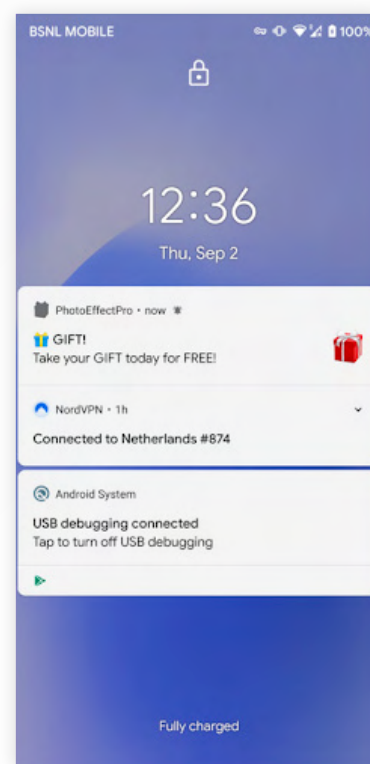 BSNL MOBILE 100%
12:36
Thu, Sep 2
PhotoEffectPro • now
GIFT!
Take your GIFT today for FREE!
NordVPN • 1h
Connected to Netherlands #874
Android System
USB debugging connected
Tap to turn off USB debugging
Fully charged